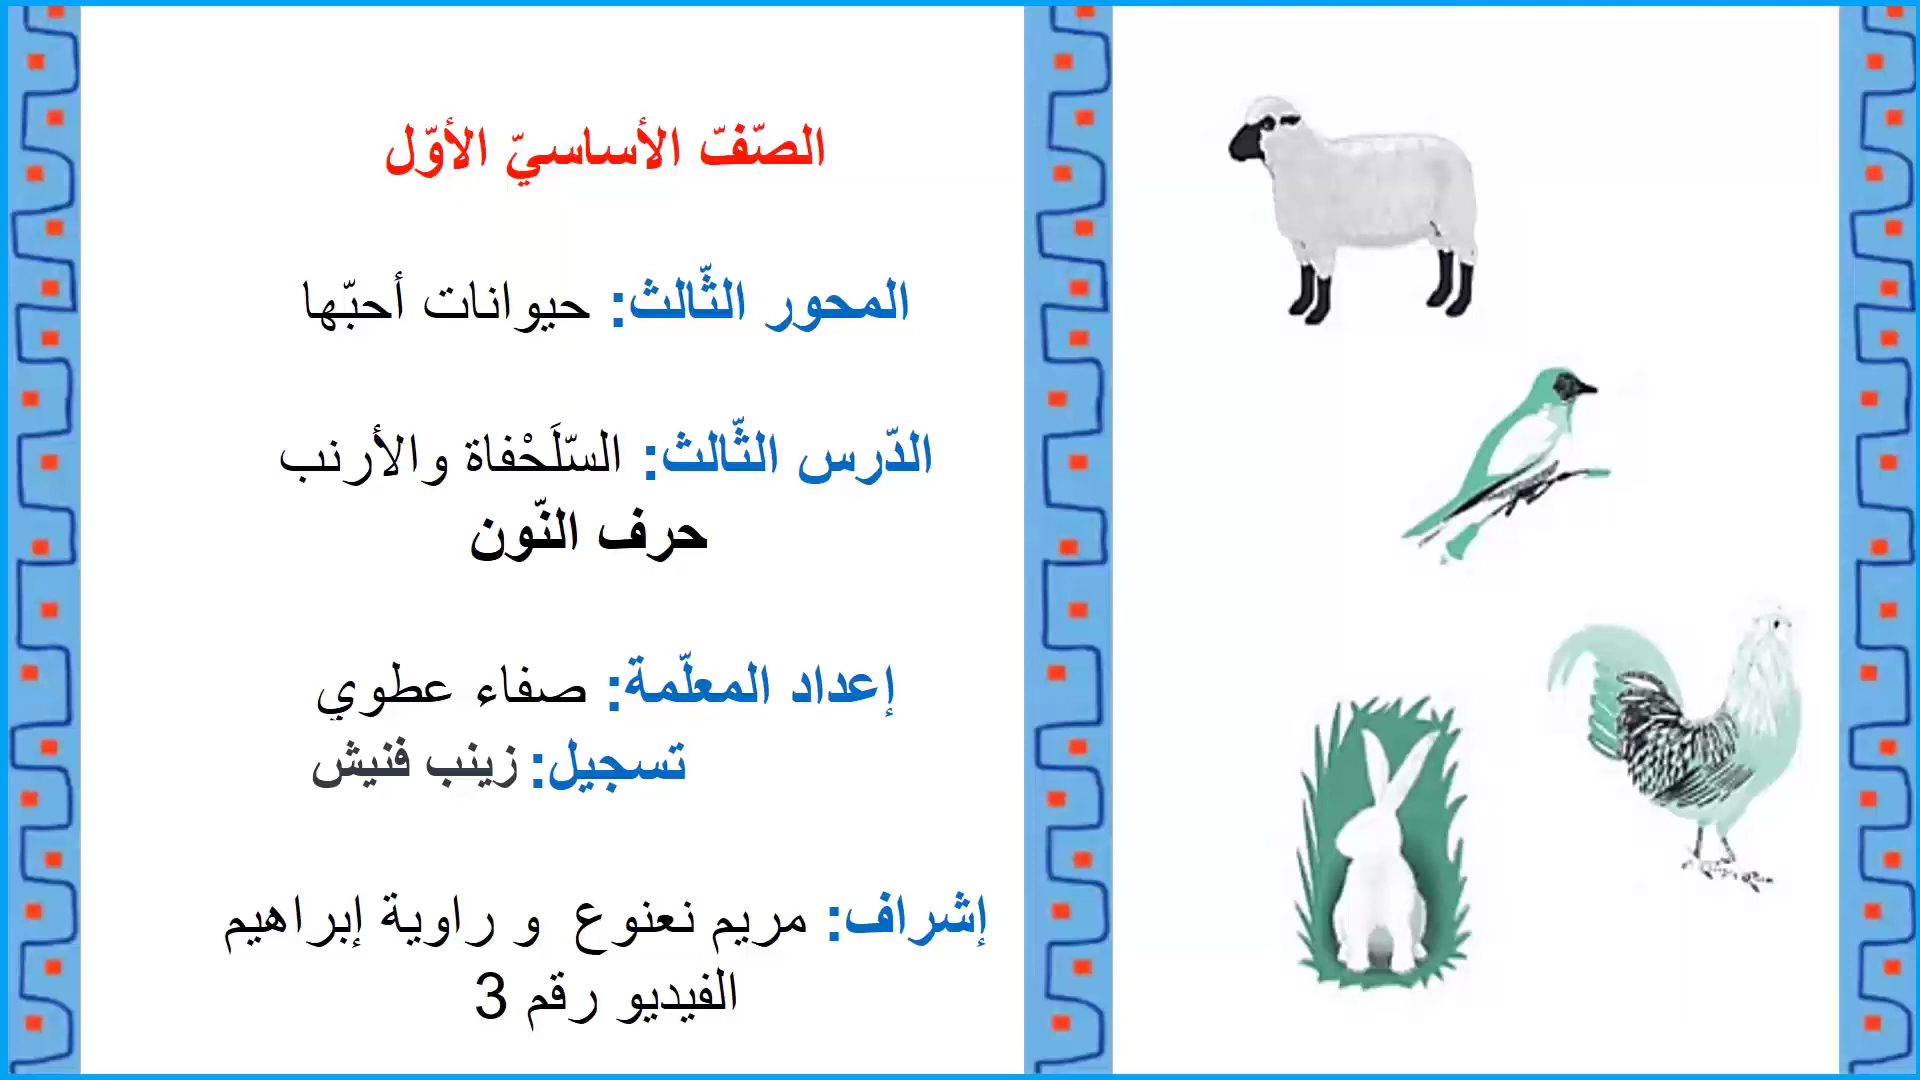 الصّفّ الأساسيّ الأوّل
المحور الثّالث: حيوانات أحبّها
الدّرس الثّالث: السّلَحْفاة والأرنب
حرف النّون
إعداد المعلّمة: صفاء عطوي
تسجيل: زينب فنيش
إشراف: مريم نعنوع و راوية إبراهيم
الفيديو رقم 3